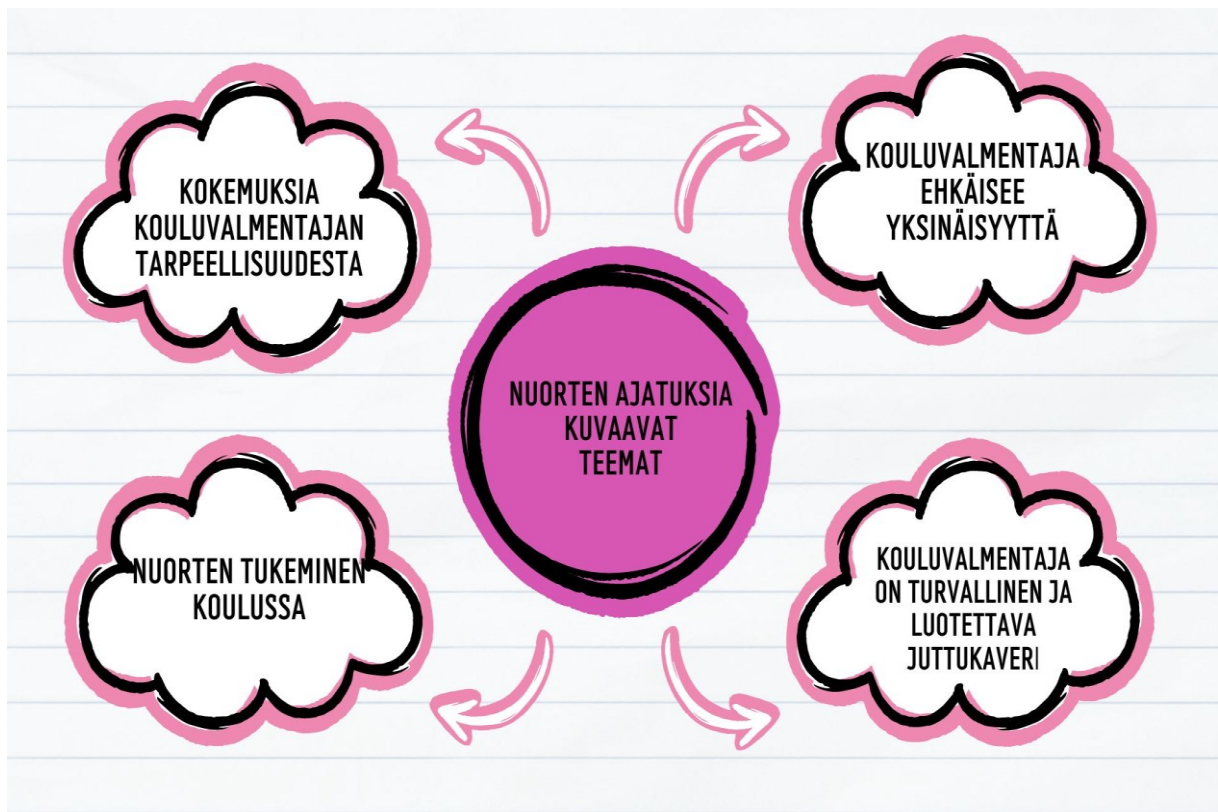 KOKEMUKSIA
KOULUVALMENTAJAN
TARPEELLISUUDESTA
KOULUVALMENTAJA
EHKÄISEE
YKSINÄISYYTTÄ
NUORTEN AJATUKSIA
KUVAAVAT
TEEMAT
NUORTEN TUKEMINEN
KOULUSSA
KOULUVALMENTAJA
ON TURVALLINEN JA
LUOTETTAVA
JUTTUKAVERI